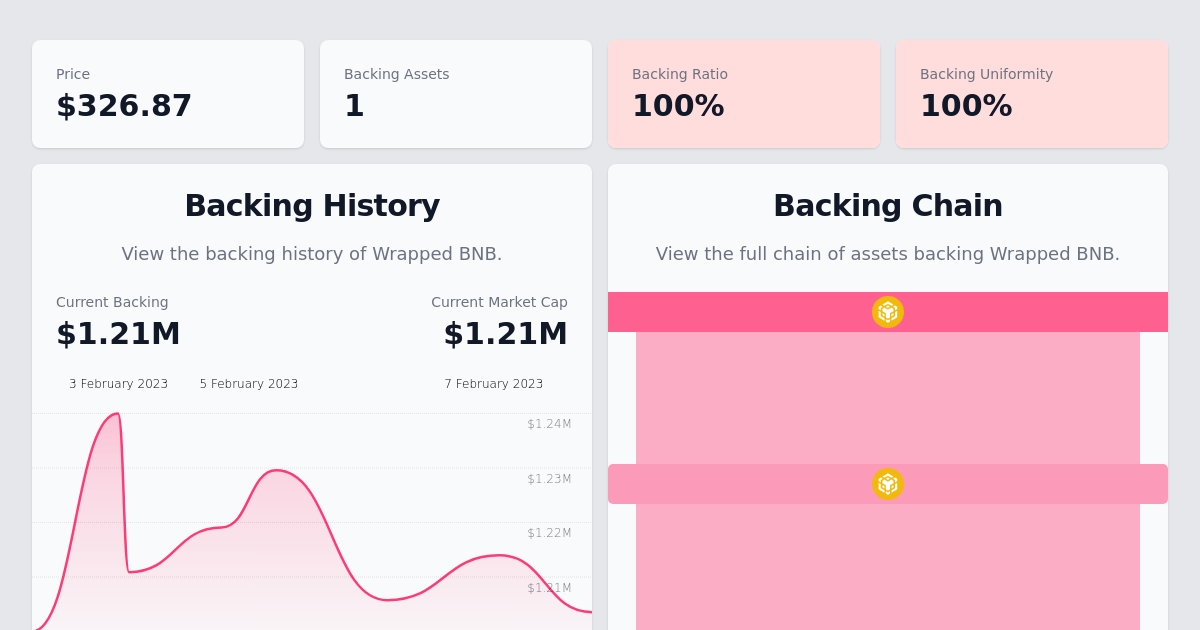 Price
$326.87
Backing Assets
1
Backing Ratio
100%
Backing Uniformity
100%
Backing History
View the backing history of Wrapped BNB.
Current Backing
$1.21M
Current Market Cap
$1.21M
3 February 2023
5 February 2023
7 February 2023
$1.24M
$1.23M
$1.22M
$1.21M
Backing Chain
View the full chain of assets backing Wrapped BNB.